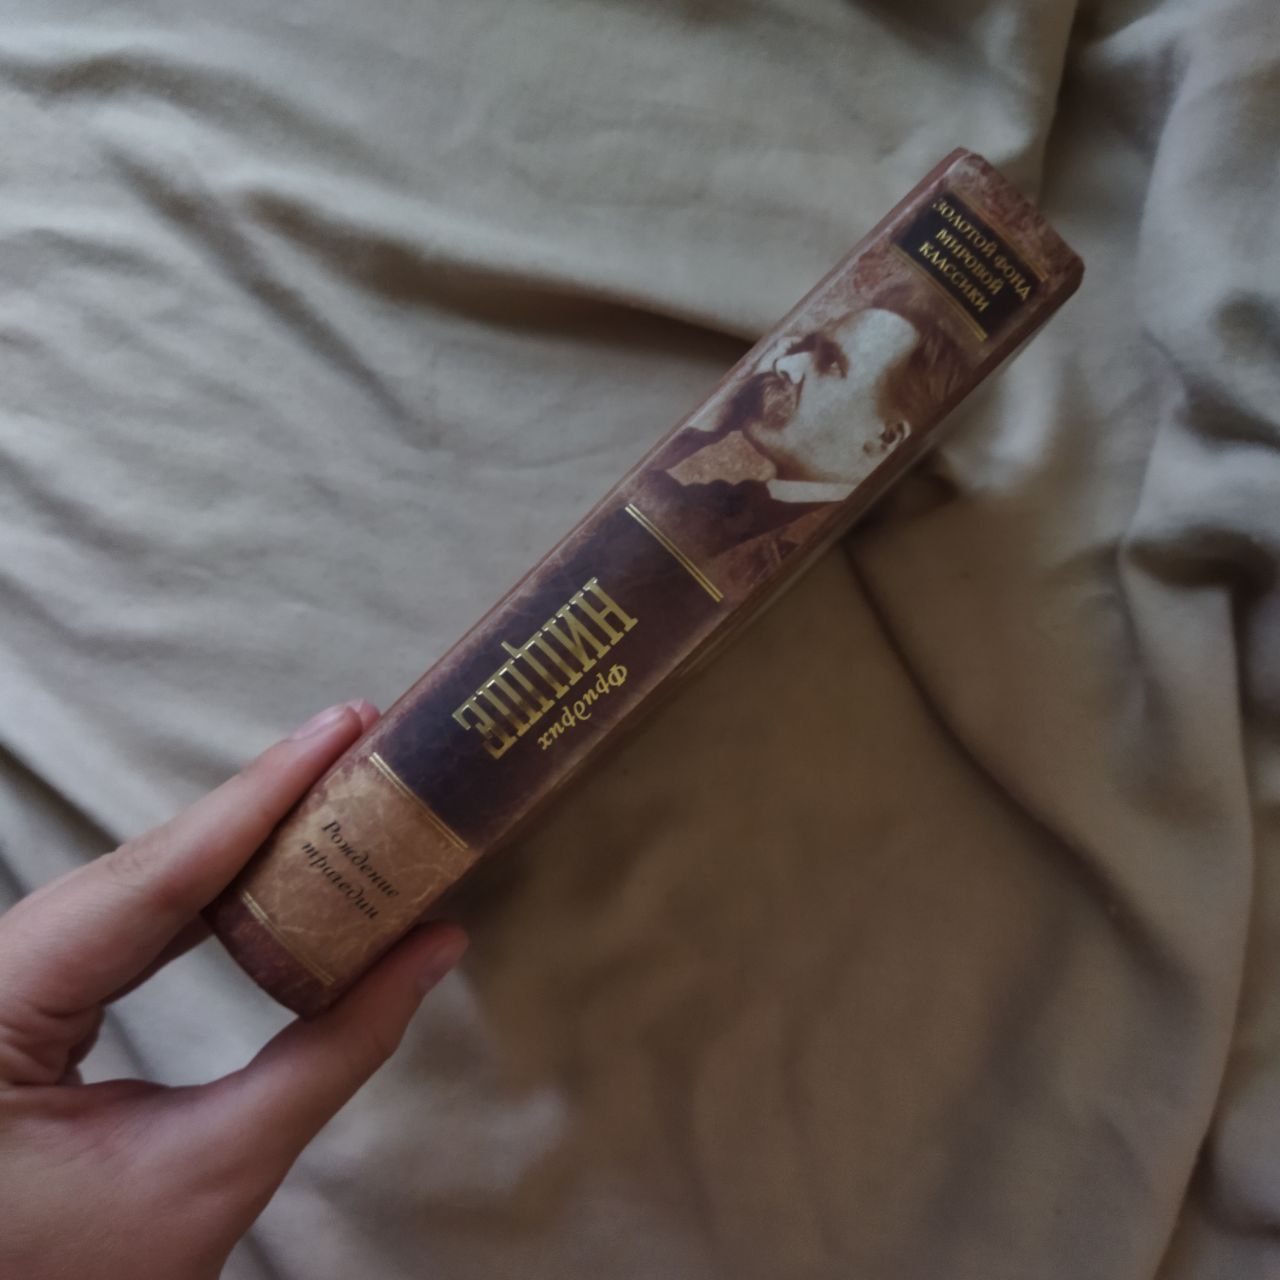 ЗОЛОТОЙ ФОНД
МИРОВОЙ
КЛАССИКИ
Фридрих
НИЦШЕ
Рождение
трагедии